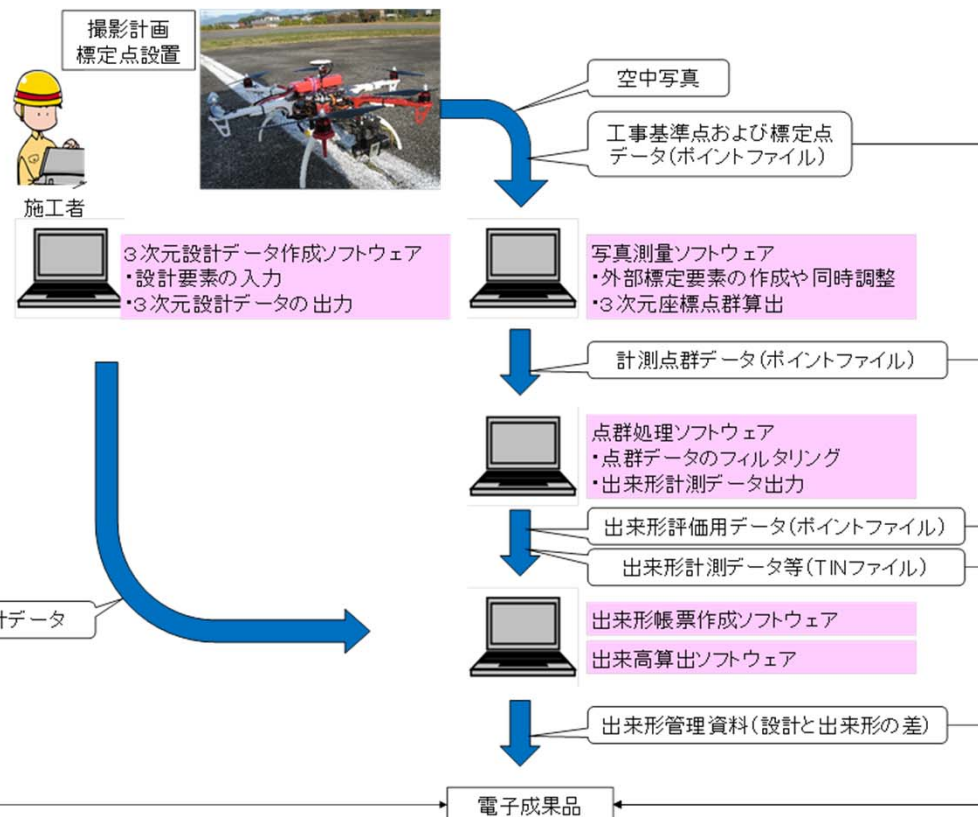 撮影計画
標定点設置
空中写真
工事基準点および標定点
データ(ポイントファイル)
施工者
3次元設計データ作成ソフトウェア
・設計要素の入力
・3次元設計データの出力
写真測量ソフトウェア
・外部標定要素の作成や同時調整
・3次元座標点群算出
計測点群データ(ポイントファイル)
点群処理ソフトウェア
・点群データのフィルタリング
・出来形計測データ出力
出来形評価用データ(ポイントファイル)
出来形計測データ等(TINファイル)
計データ
出来形帳票作成ソフトウェア
出来高算出ソフトウェア
出来形管理資料(設計と出来形の差)
電子成果品